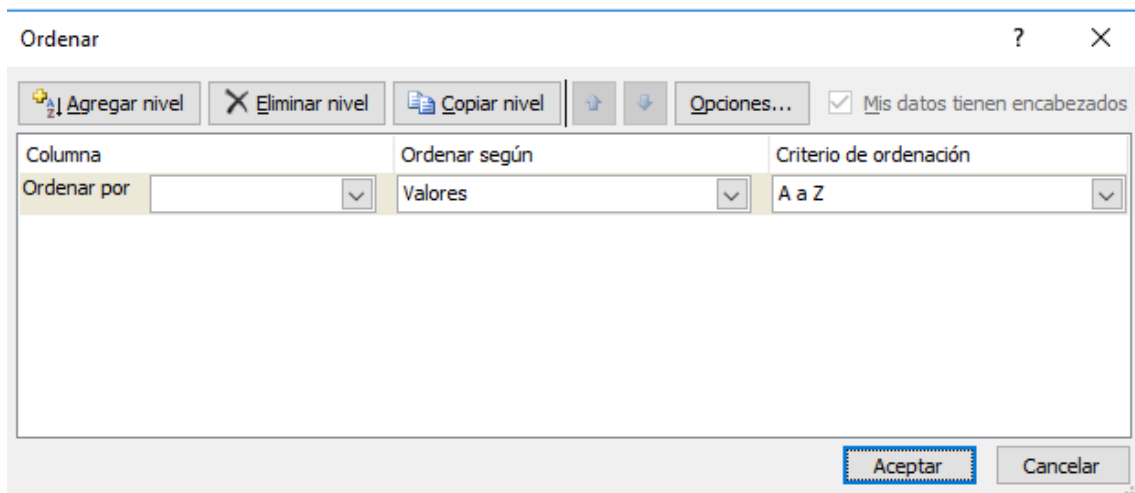 Ordenar ?
Agregar nivel Eliminar nivel Copiar nivel Opciones... Mis datos tienen encabezados
Columna Ordenar según Criterio de ordenación
Ordenar por Valores A a Z
Aceptar Cancelar